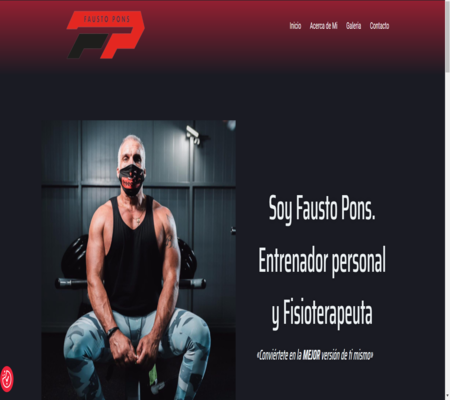 FAUSTO PONS
Inicio Acerca de Mi Galeria Contacto
Soy Fausto Pons.
Entrenador personal
y Fisioterapeuta
«Conviértete en la MEJOR versión de ti mismo»